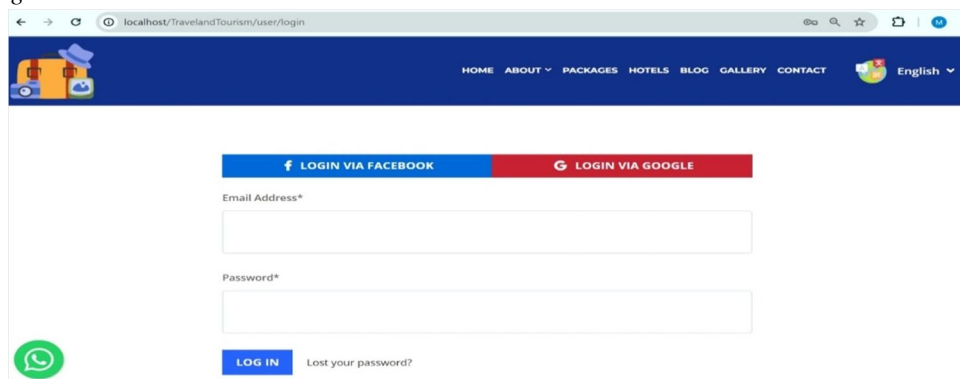 localhost/TravelandTourism/user/login
HOME ABOUT PACKAGES HOTELS BLOG GALLERY CONTACT English
LOGIN VIA FACEBOOK G LOGIN VIA GOOGLE
Email Address*
Password*
LOG IN Lost your password?